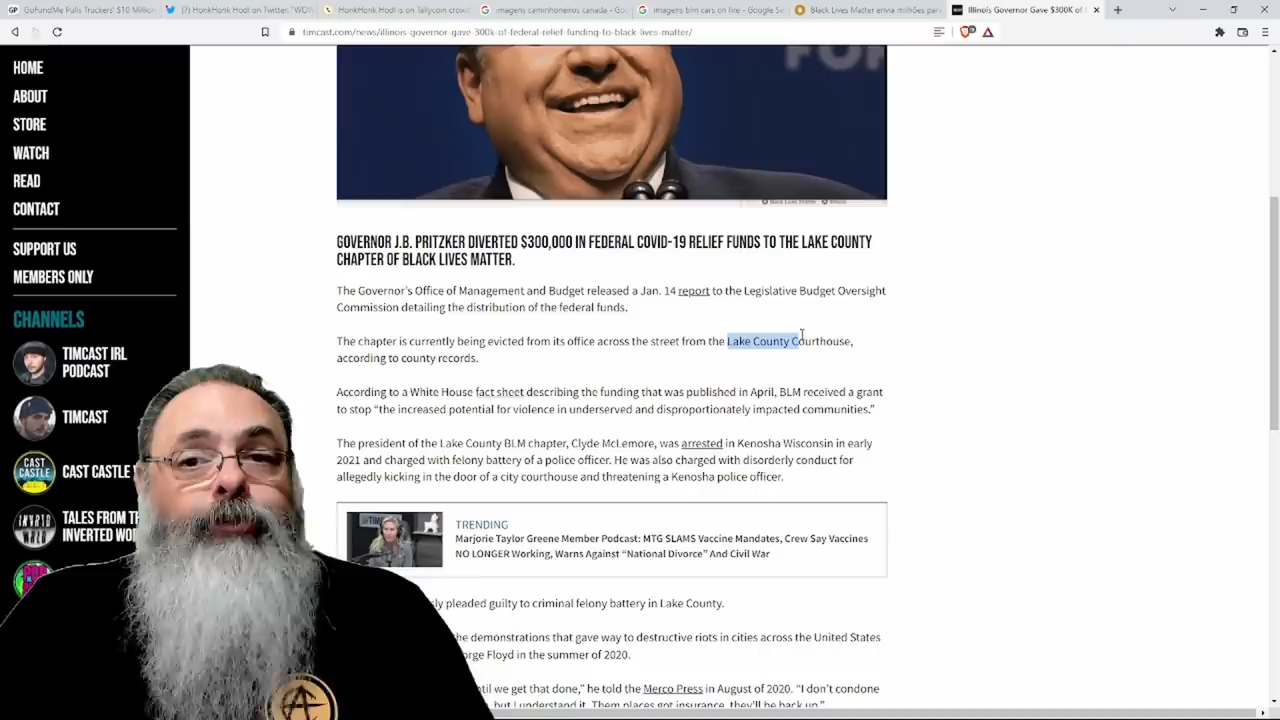 GoFundMe Pulls Truckers' $10 Million
HonkHonk Hodl on Twitter: "WOW
HonkHonk Hodl is on Tallycoin crowd
imagens caminhoneiros canada - Goo
imagens blm cars on fire - Google Se
Black Lives Matter envia milhões par
Illinois Governor Gave $300K of F
timcast.com/news/illinois-governor-gave-300k-of-federal-relief-funding-to-black-lives-matter/
HOME
ABOUT
STORE
WATCH
READ
CONTACT
SUPPORT US
MEMBERS ONLY
CHANNELS
TIMCAST IRL
PODCAST
TIMCAST
CAST CASTLE
TALES FROM T
INVERTED WO
FOR
Black Lives Matter Illinois
GOVERNOR J.B. PRITZKER DIVERTED $300,000 IN FEDERAL COVID-19 RELIEF FUNDS TO THE LAKE COUNTY
CHAPTER OF BLACK LIVES MATTER.
The Governor's Office of Management and Budget released a Jan. 14 report to the Legislative Budget Oversight
Commission detailing the distribution of the federal funds.
The chapter is currently being evicted from its office across the street from the Lake County Courthouse,
according to county records.
According to a White House fact sheet describing the funding that was published in April, BLM received a grant
to stop “the increased potential for violence in underserved and disproportionately impacted communities.”
The president of the Lake County BLM chapter, Clyde McLemore, was arrested in Kenosha Wisconsin in early
2021 and charged with felony battery of a police officer. He was also charged with disorderly conduct for
allegedly kicking in the door of a city courthouse and threatening a Kenosha police officer.
TRENDING
Marjorie Taylor Greene Member Podcast: MTG SLAMS Vaccine Mandates, Crew Say Vaccines
NO LONGER Working, Warns Against “National Divorce” And Civil War
ly pleaded guilty to criminal felony battery in Lake County.
he demonstrations that gave way to destructive riots in cities across the United States
orge Floyd in the summer of 2020.
ntil we get that done,” he told the Merco Press in August of 2020. “I don't condone
, but I understand it. Them places got insurance, they'll be back up.”